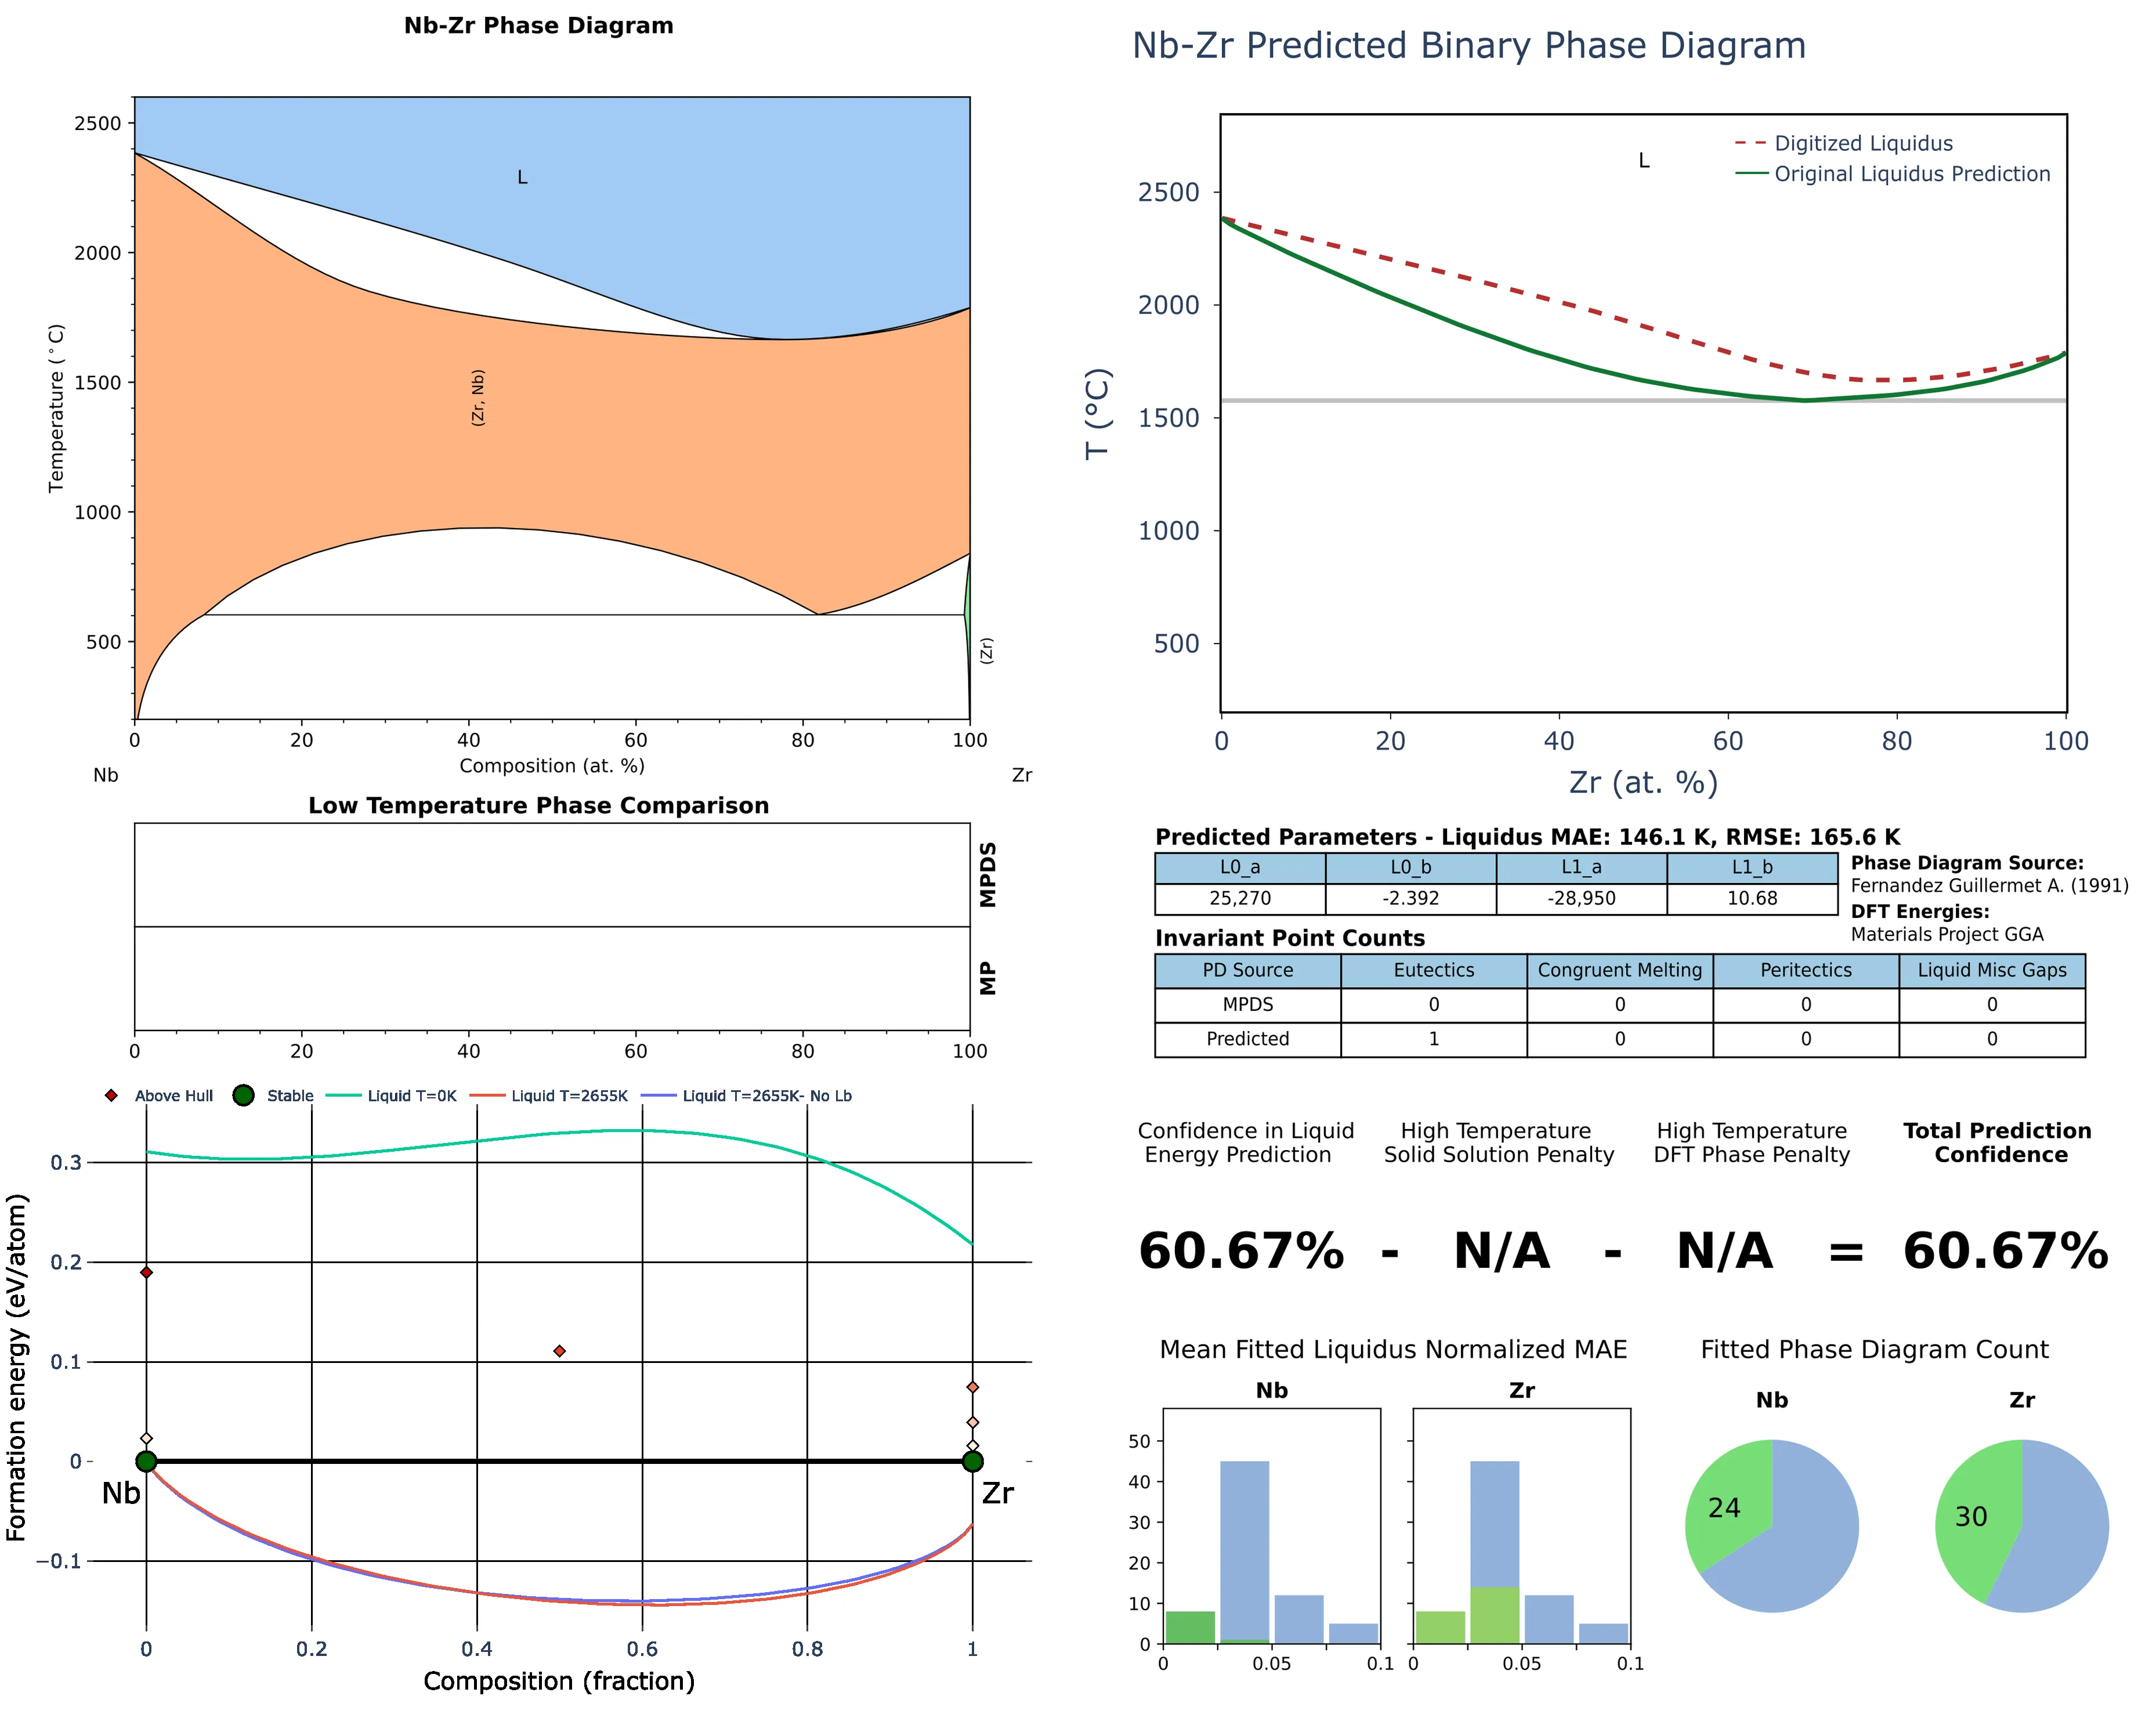 Nb-Zr Phase Diagram
2500
2000
1500
1000
500
Temperature (°C)
L
(Zr, Nb)
(Zr)
0 20 40 60 80 100
Composition (at. %)
Nb Zr
Low Temperature Phase Comparison
MPDS
MP
0 20 40 60 80 100
Above Hull Stable Liquid T=0K Liquid T=2655K Liquid T=2655K- No Lb
0.3
0.2
0.1
0
−0.1
Formation energy (eV/atom)
Nb Zr
0 0.2 0.4 0.6 0.8 1
Composition (fraction)
Nb-Zr Predicted Binary Phase Diagram
L
Digitized Liquidus
Original Liquidus Prediction
2500
2000
1500
1000
500
T (°C)
0 20 40 60 80 100
Zr (at. %)
Predicted Parameters - Liquidus MAE: 146.1 K, RMSE: 165.6 K
L0_a L0_b L1_a L1_b
25,270 -2.392 -28,950 10.68
Phase Diagram Source:
Fernandez Guillermet A. (1991)
DFT Energies:
Materials Project GGA
Invariant Point Counts
PD Source Eutectics Congruent Melting Peritectics Liquid Misc Gaps
MPDS 0 0 0 0
Predicted 1 0 0 0
Confidence in Liquid
Energy Prediction
High Temperature
Solid Solution Penalty
High Temperature
DFT Phase Penalty
Total Prediction
Confidence
60.67% - N/A - N/A = 60.67%
Mean Fitted Liquidus Normalized MAE
Nb Zr
50
40
30
20
10
0
0 0.05 0.1 0 0.05 0.1
Fitted Phase Diagram Count
Nb Zr
24 30